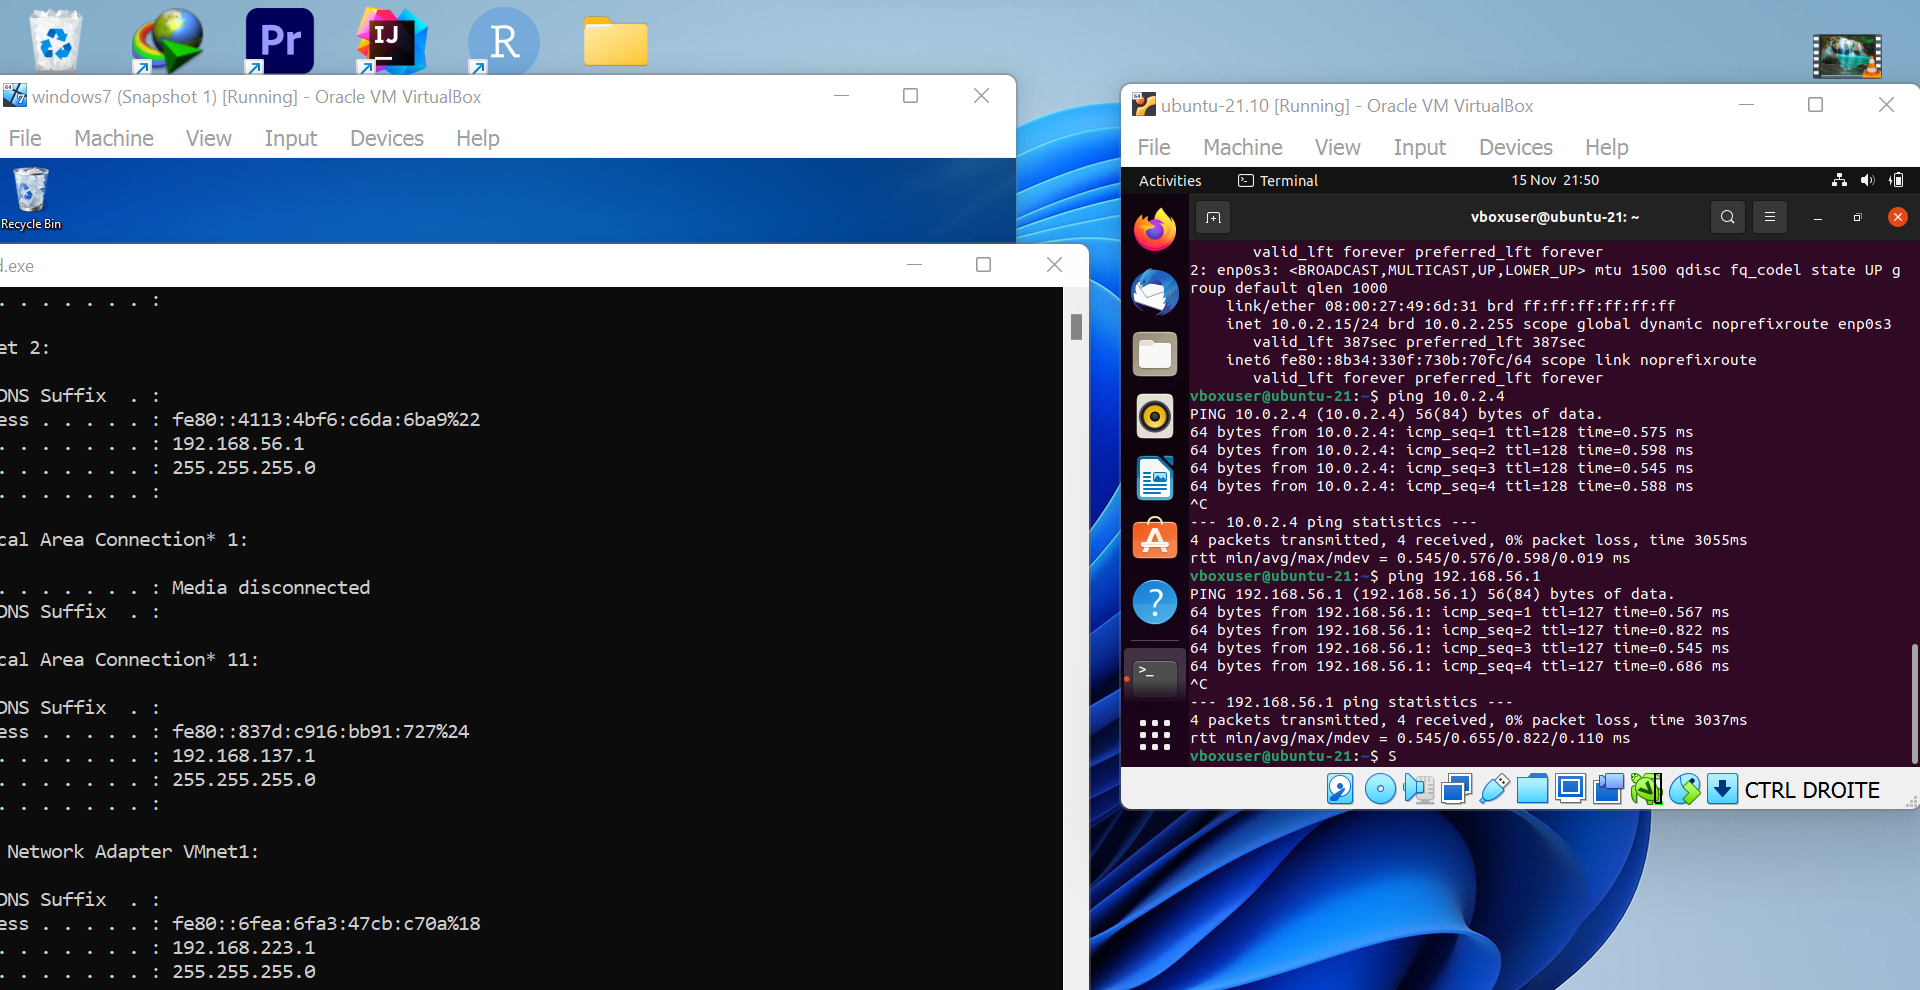 Pr
IJ
R
windows7 (Snapshot 1) [Running] - Oracle VM VirtualBox
File Machine View Input Devices Help
Recycle Bin
d.exe
. . . . . . . :
et 2:
DNS Suffix . :
ess . . . . . : fe80::4113:4bf6:c6da:6ba9%22
. . . . . . . : 192.168.56.1
. . . . . . . : 255.255.255.0
. . . . . . . :
cal Area Connection* 1:
. . . . . . . : Media disconnected
DNS Suffix . :
cal Area Connection* 11:
DNS Suffix . :
ess . . . . . : fe80::837d:c916:bb91:727%24
. . . . . . . : 192.168.137.1
. . . . . . . : 255.255.255.0
. . . . . . . :
Network Adapter VMnet1:
DNS Suffix . :
ess . . . . . : fe80::6fea:6fa3:47cb:c70a%18
. . . . . . . : 192.168.223.1
. . . . . . . : 255.255.255.0
ubuntu-21.10 [Running] - Oracle VM VirtualBox
File Machine View Input Devices Help
Activities Terminal 15 Nov 21:50
vboxuser@ubuntu-21: ~
valid_lft forever preferred_lft forever
2: enp0s3: <BROADCAST,MULTICAST,UP,LOWER_UP> mtu 1500 qdisc fq_codel state UP g
roup default qlen 1000
link/ether 08:00:27:49:6d:31 brd ff:ff:ff:ff:ff:ff
inet 10.0.2.15/24 brd 10.0.2.255 scope global dynamic noprefixroute enp0s3
valid_lft 387sec preferred_lft 387sec
inet6 fe80::8b34:330f:730b:70fc/64 scope link noprefixroute
valid_lft forever preferred_lft forever
vboxuser@ubuntu-21:~$ ping 10.0.2.4
PING 10.0.2.4 (10.0.2.4) 56(84) bytes of data.
64 bytes from 10.0.2.4: icmp_seq=1 ttl=128 time=0.575 ms
64 bytes from 10.0.2.4: icmp_seq=2 ttl=128 time=0.598 ms
64 bytes from 10.0.2.4: icmp_seq=3 ttl=128 time=0.545 ms
64 bytes from 10.0.2.4: icmp_seq=4 ttl=128 time=0.588 ms
^C
--- 10.0.2.4 ping statistics ---
4 packets transmitted, 4 received, 0% packet loss, time 3055ms
rtt min/avg/max/mdev = 0.545/0.576/0.598/0.019 ms
vboxuser@ubuntu-21:~$ ping 192.168.56.1
PING 192.168.56.1 (192.168.56.1) 56(84) bytes of data.
64 bytes from 192.168.56.1: icmp_seq=1 ttl=127 time=0.567 ms
64 bytes from 192.168.56.1: icmp_seq=2 ttl=127 time=0.822 ms
64 bytes from 192.168.56.1: icmp_seq=3 ttl=127 time=0.545 ms
64 bytes from 192.168.56.1: icmp_seq=4 ttl=127 time=0.686 ms
^C
--- 192.168.56.1 ping statistics ---
4 packets transmitted, 4 received, 0% packet loss, time 3037ms
rtt min/avg/max/mdev = 0.545/0.655/0.822/0.110 ms
vboxuser@ubuntu-21:~$ S
CTRL DROITE